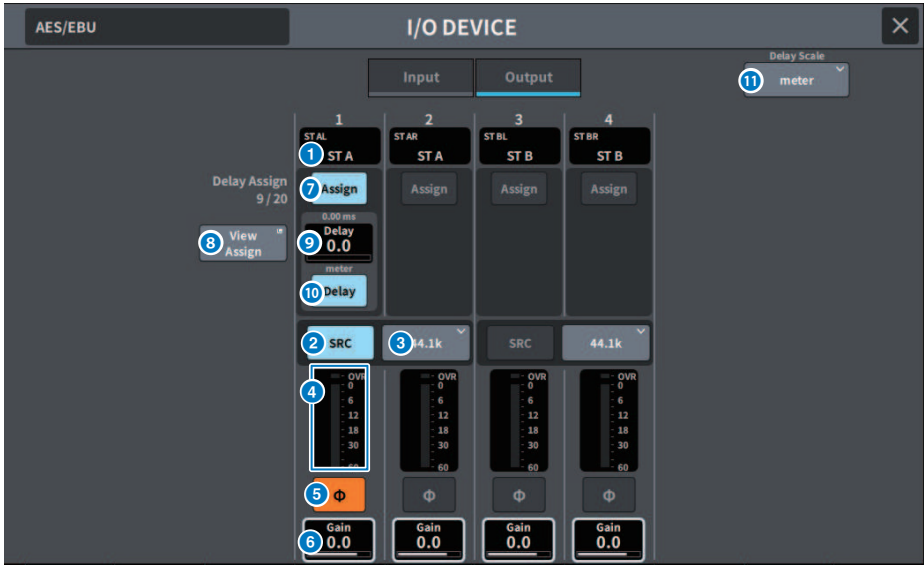 AES/EBU
I/O DEVICE
Delay Scale
11
meter
Input
Output
1
2
3
4
ST AL
ST AR
ST BL
ST BR
1
ST A
ST A
ST B
ST B
Delay Assign
9 / 20
7
Assign
Assign
Assign
Assign
0.00 ms
8
View
Assign
9
Delay
0.0
meter
10
Delay
2
SRC
3
4.1k
SRC
44.1k
4
OVR
0
6
12
18
30
60
OVR
0
6
12
18
30
60
OVR
0
6
12
18
30
60
OVR
0
6
12
18
30
60
5
Φ
Φ
Φ
Φ
6
Gain
0.0
Gain
0.0
Gain
0.0
Gain
0.0